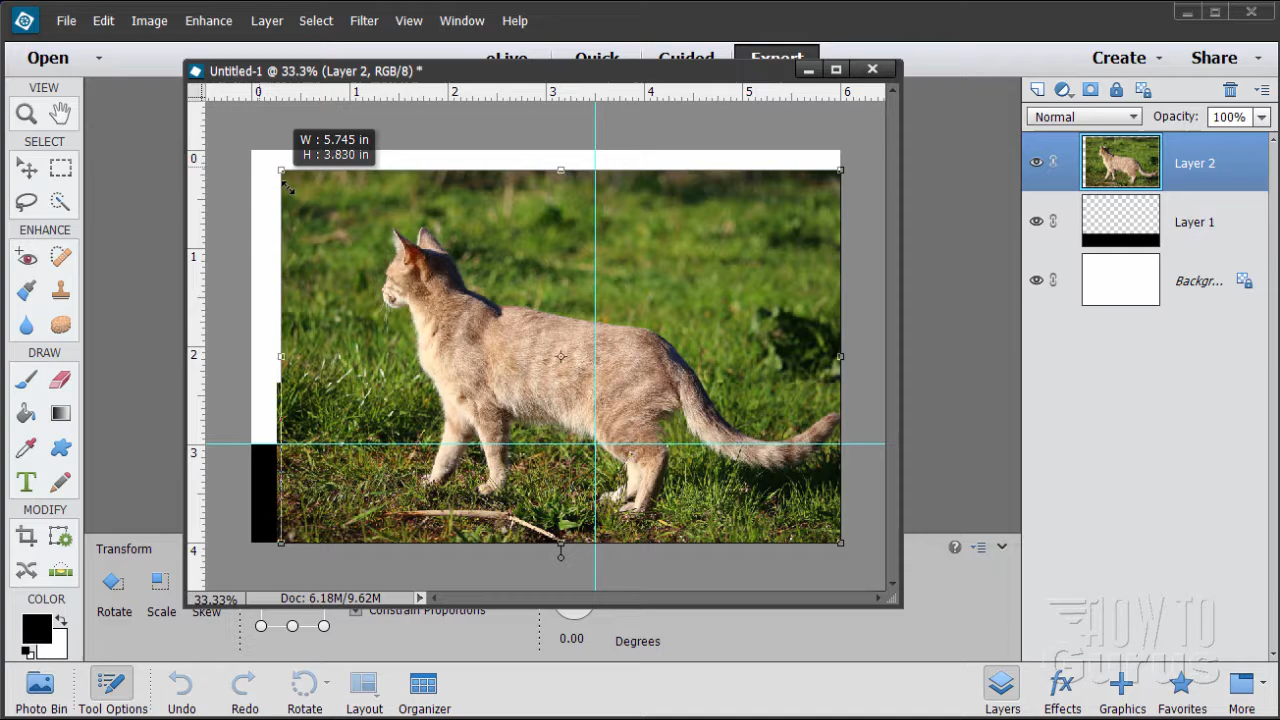 File Edit Image Enhance Layer Select Filter View Window Help
Open eLive Quick Guided Expert Create Share
Untitled-1 @ 33.3% (Layer 2, RGB/8) *
VIEW
SELECT
ENHANCE
DRAW
MODIFY
COLOR
0 1 2 3 4 5 6
0
1
2
3
4
W : 5.745 in
H : 3.830 in
33.33% Doc: 6.18M/9.62M
Normal Opacity: 100%
Layer 2
Layer 1
Backgr...
Transform
Rotate Scale Skew
Constrain Proportions
0.00 Degrees
HOW TO
Gurus
Photo Bin Tool Options Undo Redo Rotate Layout Organizer Layers Effects Graphics Favorites More